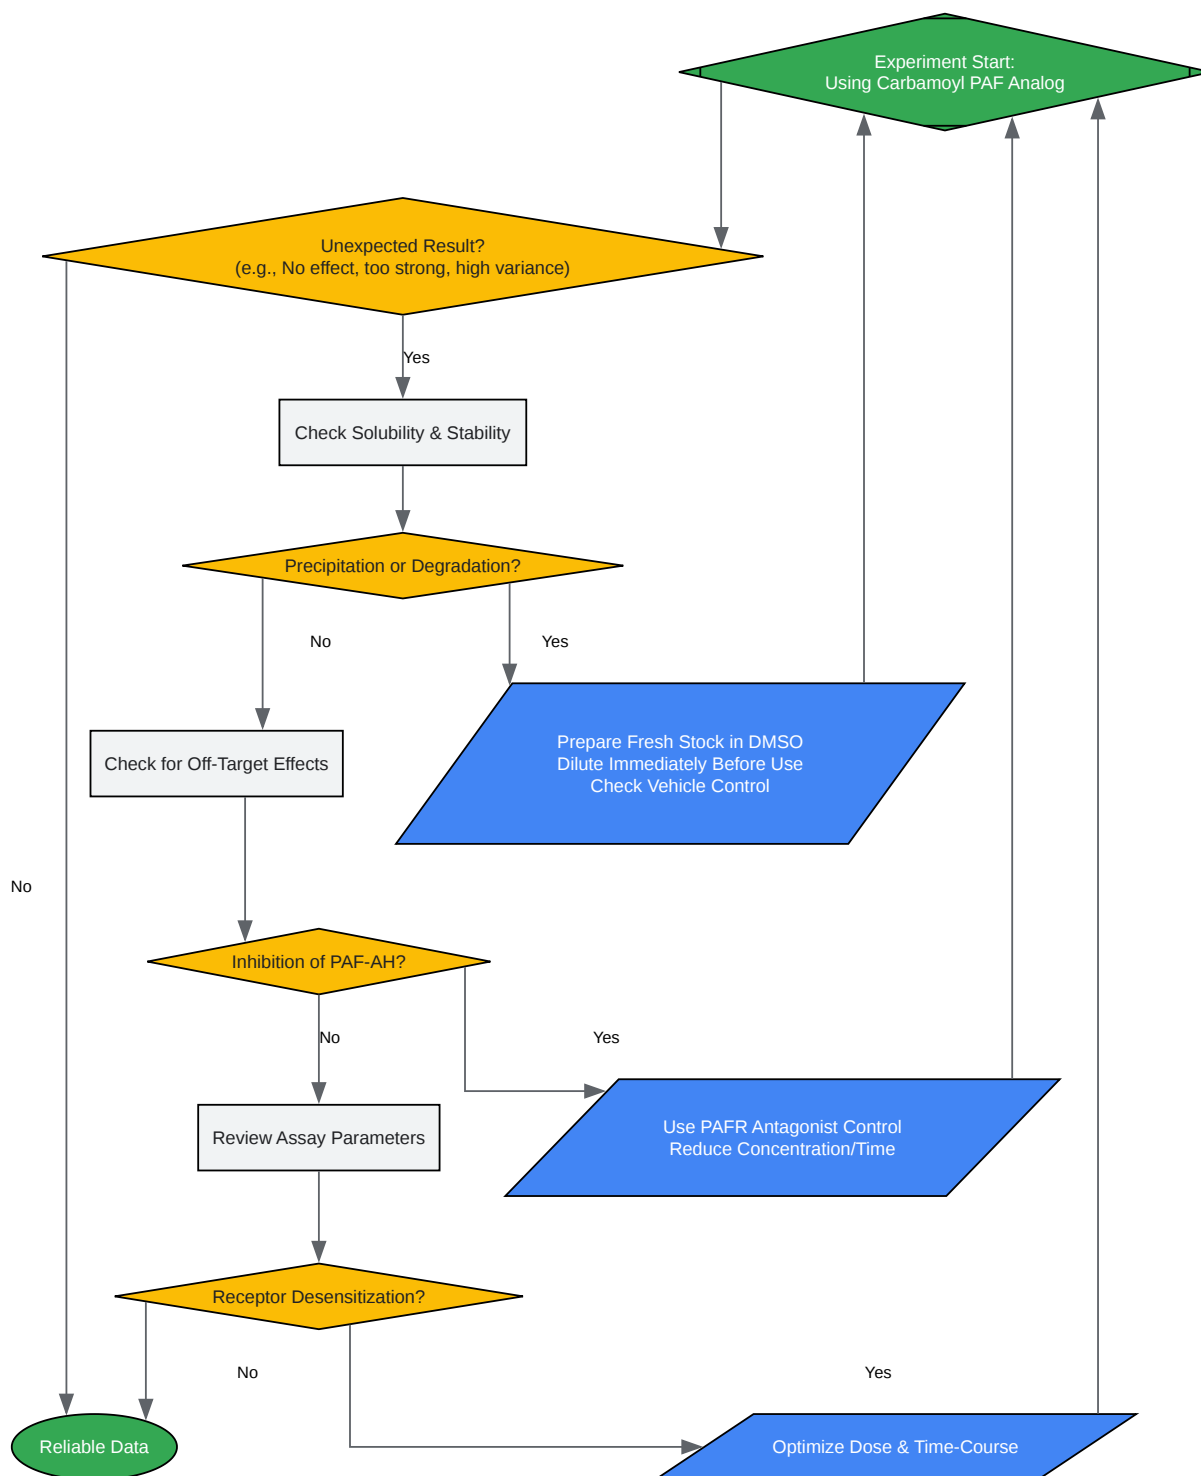 Experiment Start:
Using Carbamoyl PAF Analog
Unexpected Result?
(e.g., No effect, too strong, high variance)
Yes
Check Solubility & Stability
Precipitation or Degradation?
No
Yes
Prepare Fresh Stock in DMSO
Dilute Immediately Before Use
Check Vehicle Control
Check for Off-Target Effects
No
Inhibition of PAF-AH?
No
Yes
Use PAFR Antagonist Control
Reduce Concentration/Time
Review Assay Parameters
Receptor Desensitization?
No
Yes
Reliable Data
Optimize Dose & Time-Course